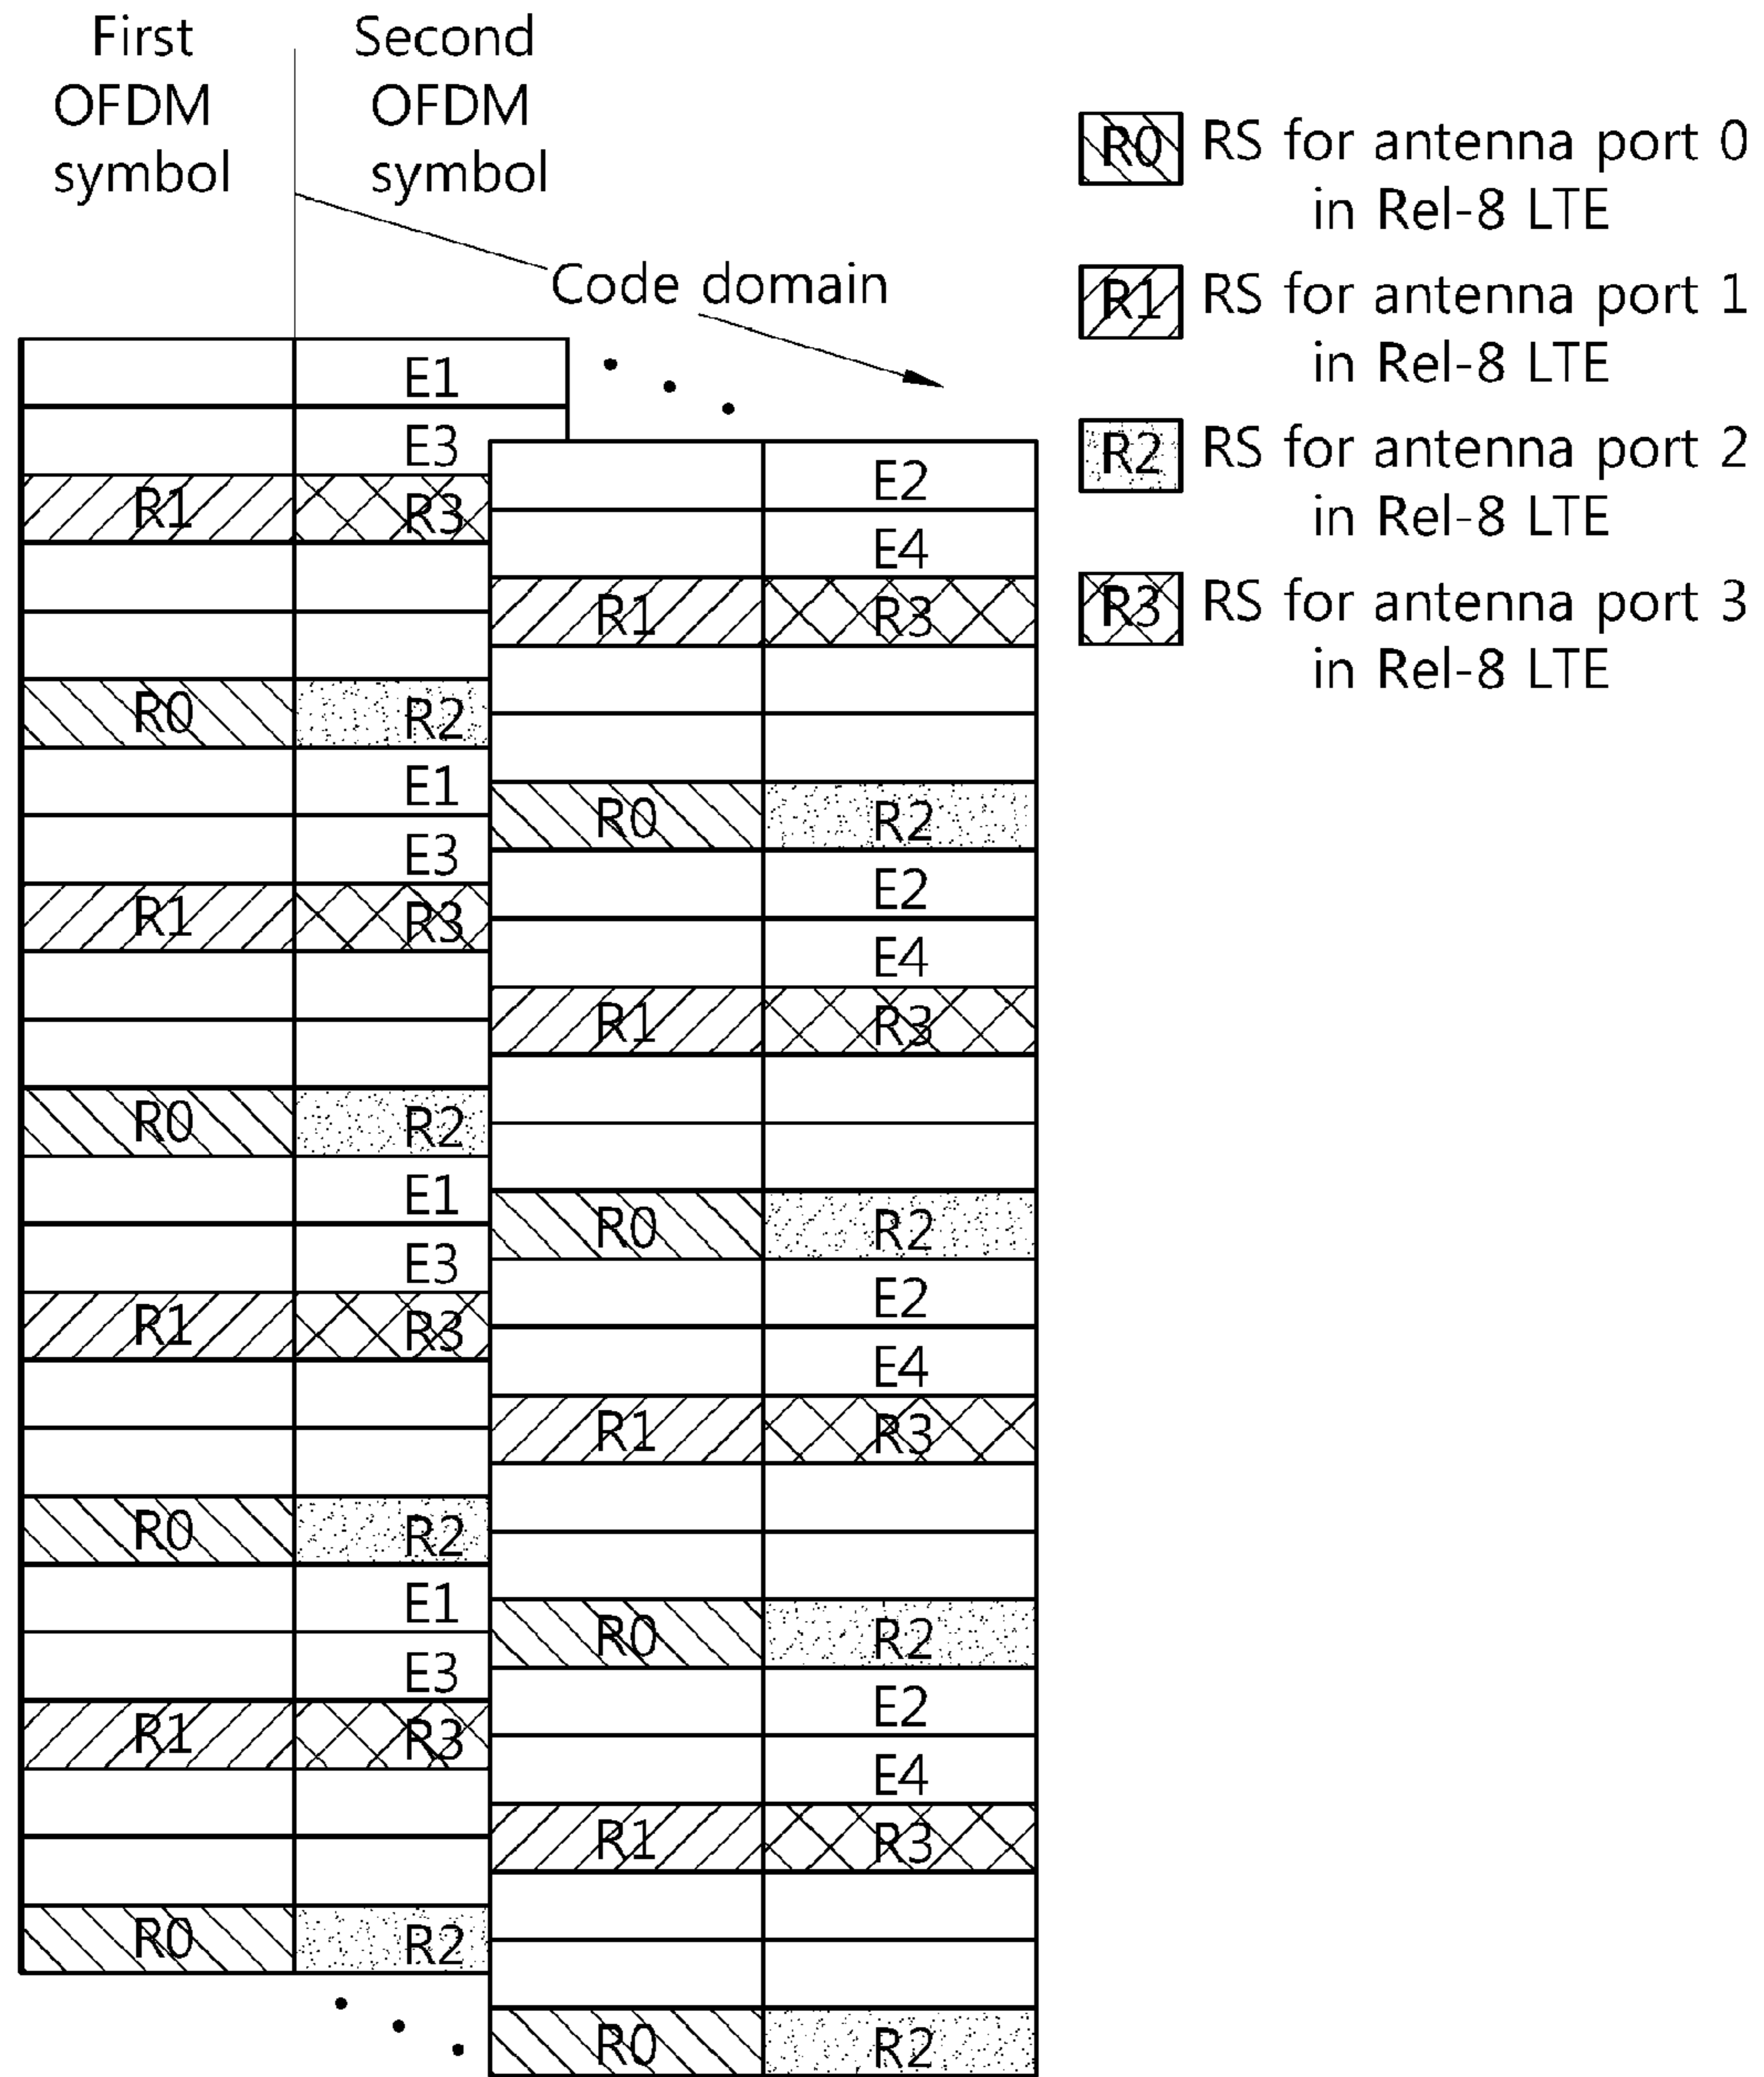 First Second
OFDM OFDM
symbol symbol
Code domain
R0 RS for antenna port 0
in Rel-8 LTE
R1 RS for antenna port 1
in Rel-8 LTE
R2 RS for antenna port 2
in Rel-8 LTE
R3 RS for antenna port 3
in Rel-8 LTE
E1
E3
R1 R3
R0 R2
E1
E3
R1 R3
R0 R2
E1
E3
R1 R3
R0 R2
E1
E3
R1 R3
R0 R2
E2
E4
R1 R3
R0 R2
E2
E4
R1 R3
R0 R2
E2
E4
R1 R3
R0 R2
E2
E4
R1 R3
R0 R2